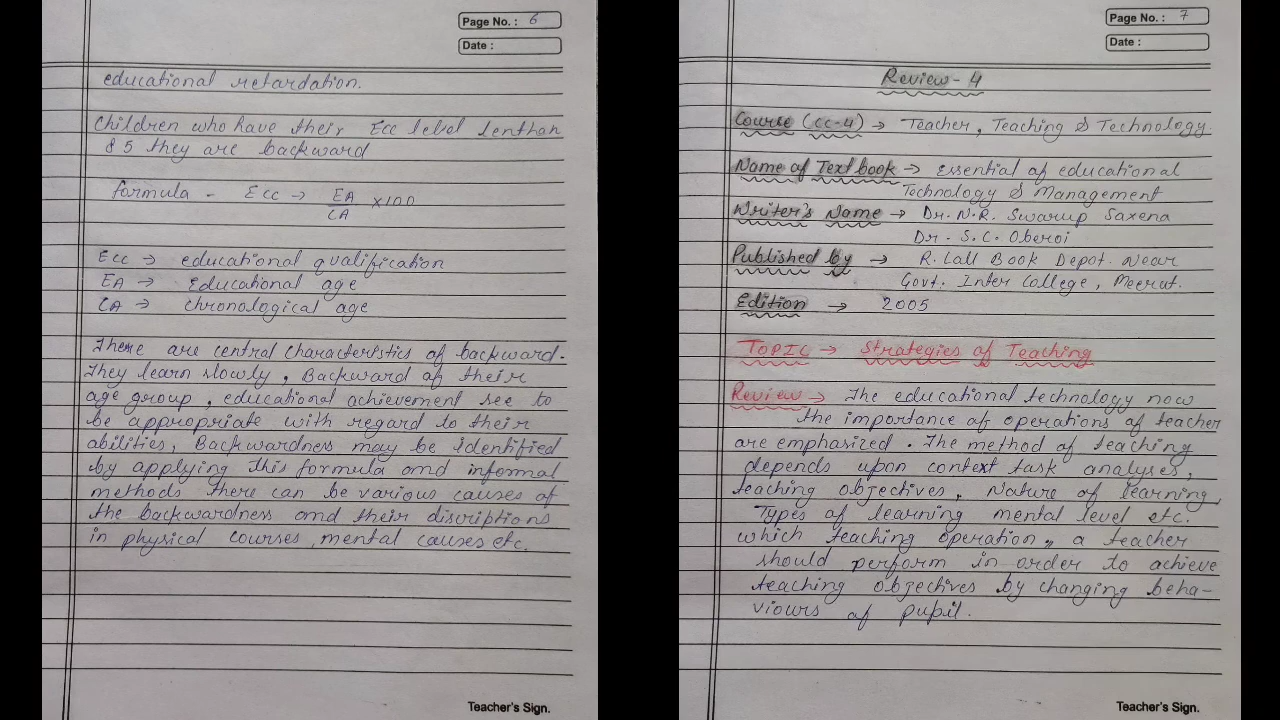 Page No. : 6
Date :
educational retardation.
Children who have their Ecc lebel lenthan
85 they are backward
formula - Ecc → EA/CA ×100
Ecc → educational qualification
EA → Educational age
CA → chronological age
There are central characteristics of backward.
They learn slowly, Backward of their
age group, educational achievement see to
be appropriate with regard to their
abilities, Backwardness may be identified
by applying this formula and informal
methods there can be various causes of
the backwardness and their discriptions
in physical courses, mental causes etc.
Teacher's Sign.
Page No. : 7
Date :
Review - 4
Course (CC-4) → Teacher, Teaching & Technology.
Name of Text book → Essential of educational
Technology & Management
Writer's Name → Dr. N.R. Swarup Saxena
Dr. S.C. Oberoi
Published by → R. Lall Book Depot. Near
Govt. Inter College, Meerut.
Edition → 2005
TOPIC → Strategies of Teaching
Review → The educational technology now
the importance of operations of teacher
are emphasized. The method of teaching
depends upon context task analyses,
teaching objectives, Nature of learning,
Types of learning mental level etc.
which teaching operation, a teacher
should perform in order to achieve
teaching objectives by changing beha-
viours of pupil.
Teacher's Sign.